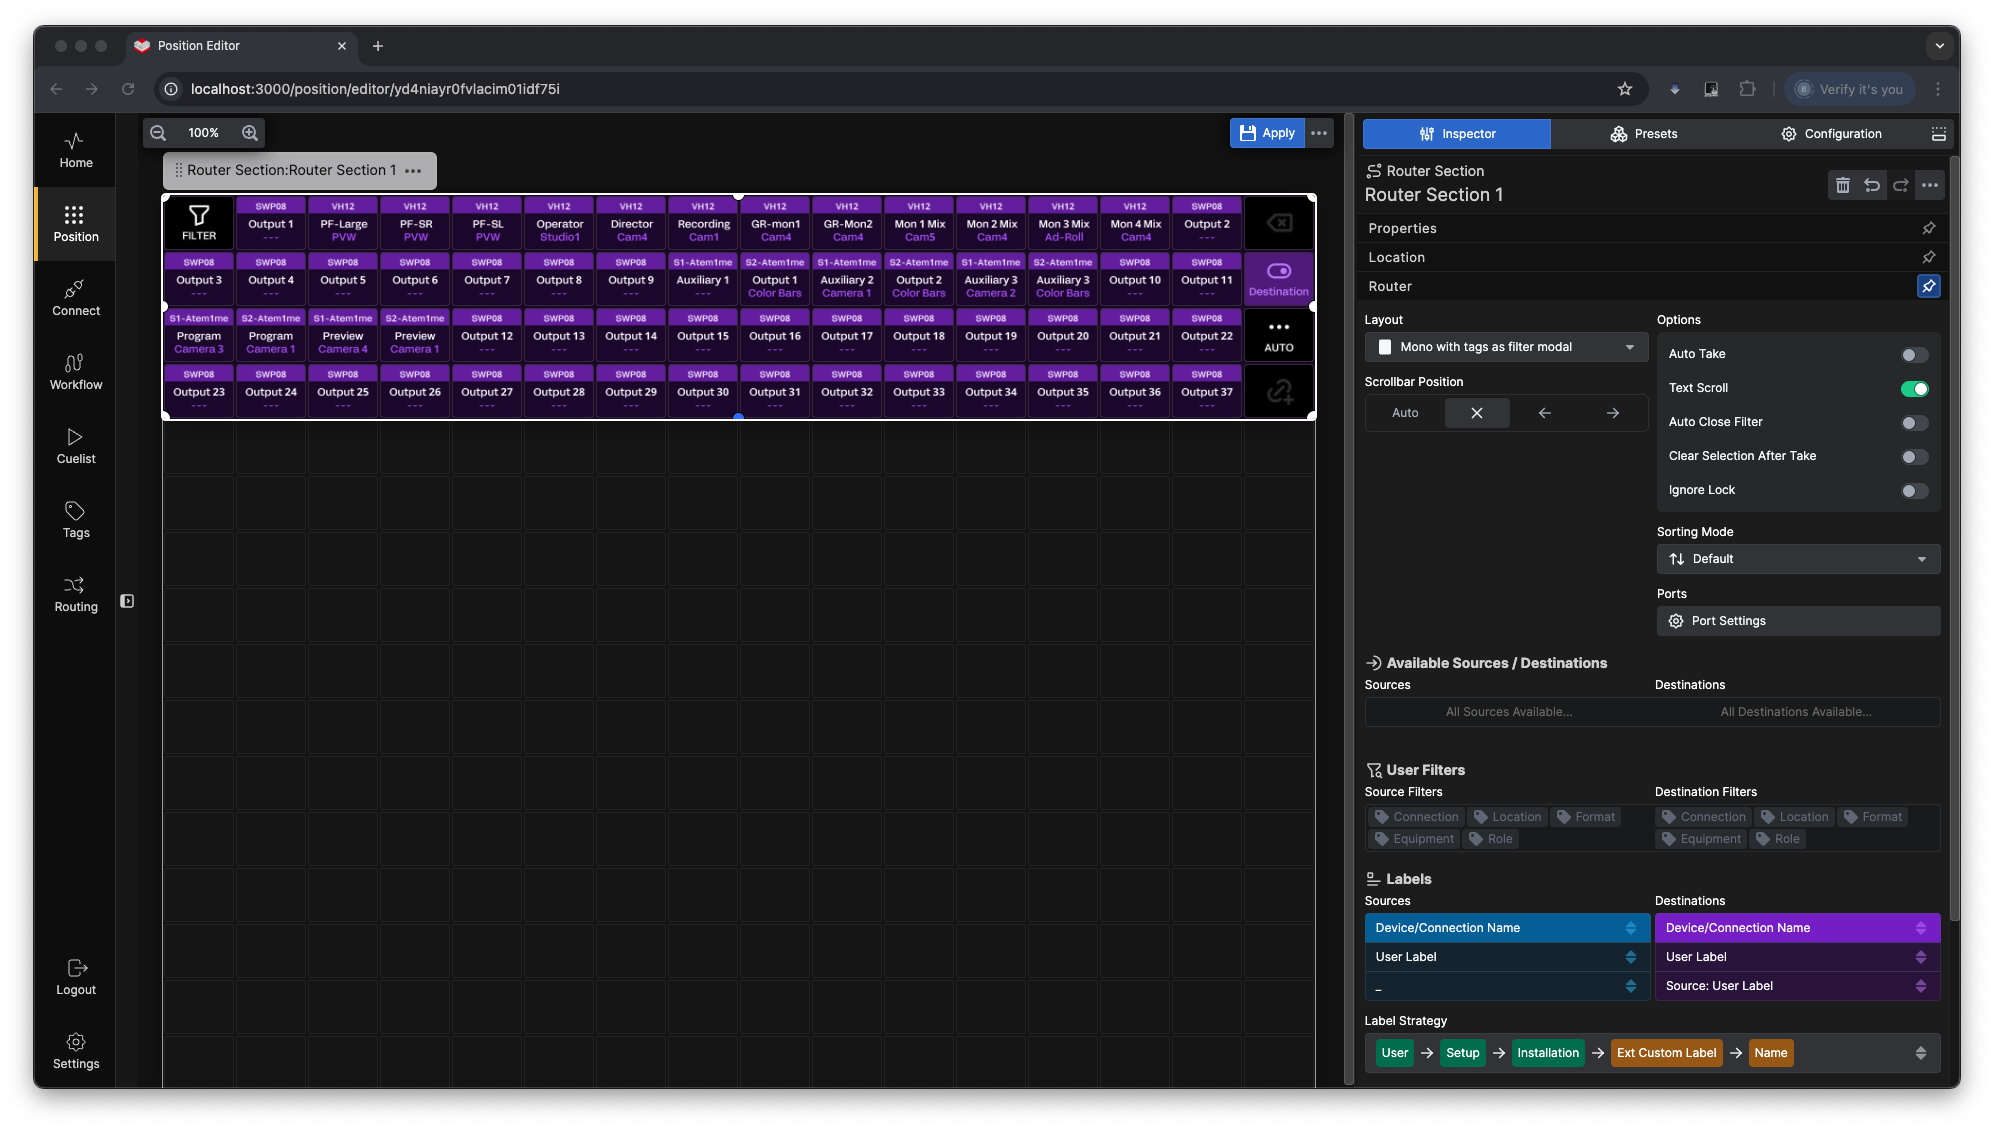 Position Editor
localhost:3000/position/editor/yd4niayr0fvlacim01idf75i
Verify it's you
Home
Position
Connect
Workflow
Cuelist
Tags
Routing
Logout
Settings
100%
Apply
Router Section:Router Section 1
SWP08 VH12 VH12 VH12 VH12 VH12 VH12 VH12 VH12 VH12 VH12 VH12 VH12 SWP08
FILTER Output 1 PF-Large PF-SR PF-SL Operator Director Recording GR-mon1 GR-Mon2 Mon 1 Mix Mon 2 Mix Mon 3 Mix Mon 4 Mix Output 2
--- PVW PVW PVW Studio1 Cam4 Cam1 Cam4 Cam4 Cam5 Cam4 Ad-Roll Cam4 ---
SWP08 SWP08 SWP08 SWP08 SWP08 SWP08 SWP08 S1-Atem1me S2-Atem1me S1-Atem1me S2-Atem1me S1-Atem1me S2-Atem1me SWP08 SWP08
Output 3 Output 4 Output 5 Output 6 Output 7 Output 8 Output 9 Auxiliary 1 Output 1 Auxiliary 2 Output 2 Auxiliary 3 Auxiliary 3 Output 10 Output 11
--- --- --- --- --- --- --- --- Color Bars Camera 1 Color Bars Camera 2 Color Bars --- --- Destination
S1-Atem1me S2-Atem1me S1-Atem1me S2-Atem1me SWP08 SWP08 SWP08 SWP08 SWP08 SWP08 SWP08 SWP08 SWP08 SWP08 SWP08
Program Program Preview Preview Output 12 Output 13 Output 14 Output 15 Output 16 Output 17 Output 18 Output 19 Output 20 Output 21 Output 22
Camera 3 Camera 1 Camera 4 Camera 1 --- --- --- --- --- --- --- --- --- --- --- AUTO
SWP08 SWP08 SWP08 SWP08 SWP08 SWP08 SWP08 SWP08 SWP08 SWP08 SWP08 SWP08 SWP08 SWP08 SWP08
Output 23 Output 24 Output 25 Output 26 Output 27 Output 28 Output 29 Output 30 Output 31 Output 32 Output 33 Output 34 Output 35 Output 36 Output 37
--- --- --- --- --- --- --- --- --- --- --- --- --- --- ---
Inspector Presets Configuration
Router Section
Router Section 1
Properties
Location
Router
Layout
Mono with tags as filter modal
Scrollbar Position
Auto
Options
Auto Take
Text Scroll
Auto Close Filter
Clear Selection After Take
Ignore Lock
Sorting Mode
Default
Ports
Port Settings
Available Sources / Destinations
Sources Destinations
All Sources Available... All Destinations Available...
User Filters
Source Filters Destination Filters
Connection Location Format Connection Location Format
Equipment Role Equipment Role
Labels
Sources Destinations
Device/Connection Name Device/Connection Name
User Label User Label
_ Source: User Label
Label Strategy
User → Setup → Installation → Ext Custom Label → Name